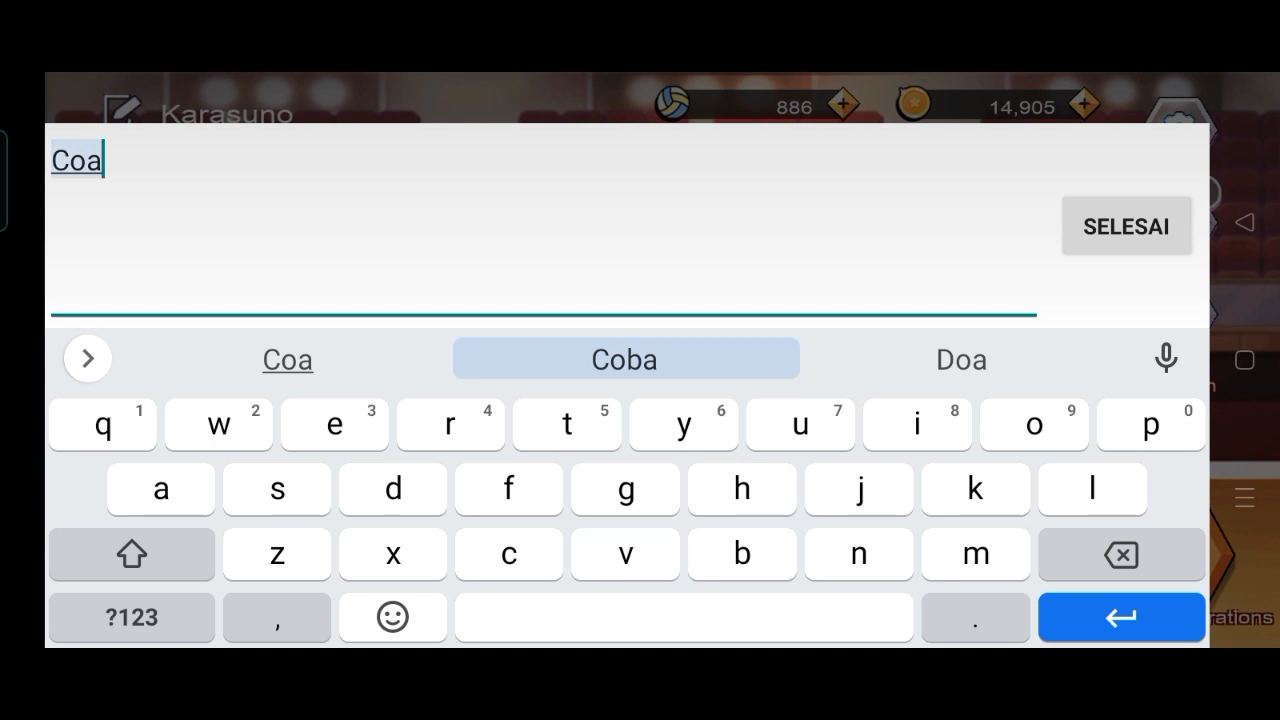 Karasuno 886 14,905
Coa
SELESAI
Coa Coba Doa
q 1 w 2 e 3 r 4 t 5 y 6 u 7 i 8 o 9 p 0
a s d f g h j k l
z x c v b n m
?123 , .
rations